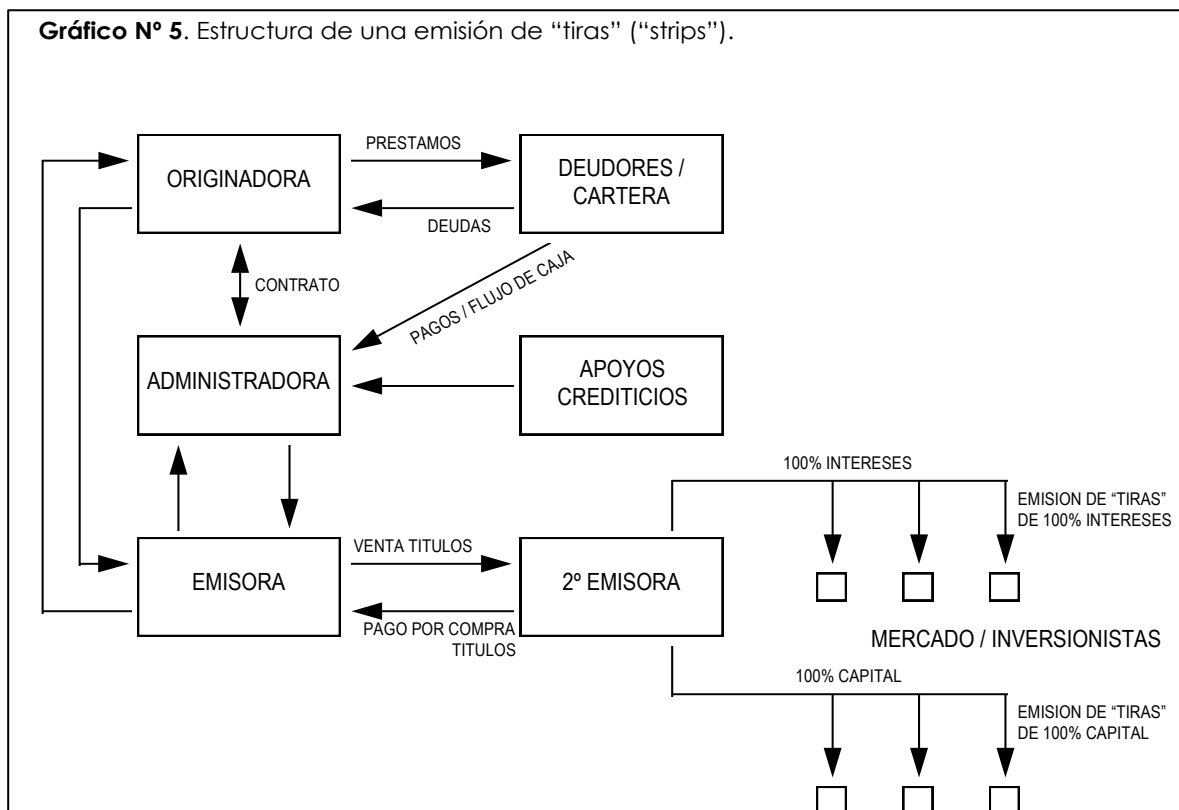 Gráfico Nº 5. Estructura de una emisión de “tiras” (“strips”).
PRESTAMOS
ORIGINADORA
DEUDORES /
CARTERA
DEUDAS
CONTRATO
PAGOS / FLUJO DE CAJA
ADMINISTRADORA
APOYOS
CREDITICIOS
100% INTERESES
EMISION DE “TIRAS”
DE 100% INTERESES
VENTA TITULOS
EMISORA
2º EMISORA
PAGO POR COMPRA
TITULOS
MERCADO / INVERSIONISTAS
100% CAPITAL
EMISION DE “TIRAS”
DE 100% CAPITAL